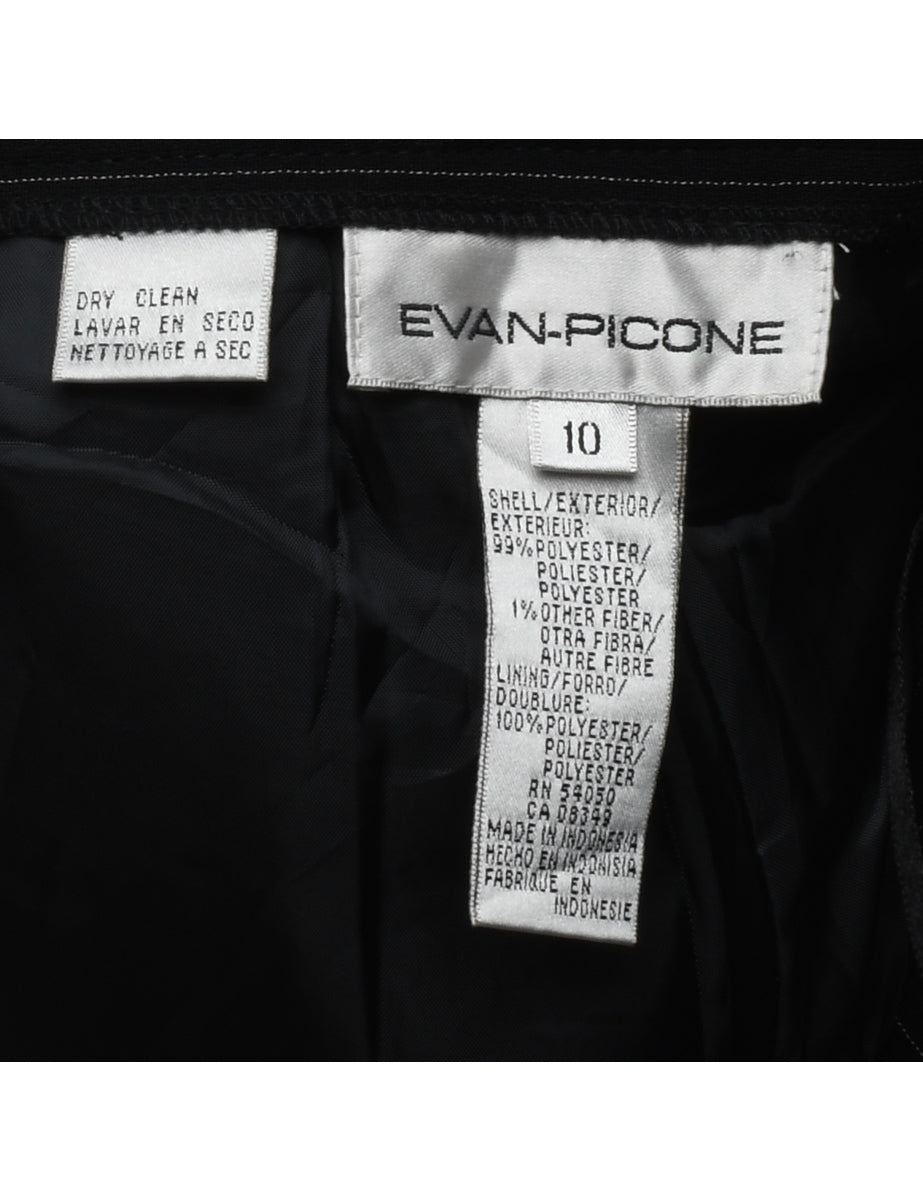 DRY CLEAN
LAVAR EN SECO
NETTOYAGE A SEC
EVAN-PICONE
10
SHELL/EXTERIOR/
EXTERIEUR:
99%POLYESTER/
POLIESTER/
POLYESTER
1%OTHER FIBER/
OTRA FIBRA/
AUTRE FIBRE
LINING/FORRO/
DOUBLURE:
100%POLYESTER/
POLIESTER/
POLYESTER
RN 54050
CA 08349
MADE IN INDONESIA
HECHO EN INDONISIA
FABRIQUE EN
INDONESIE